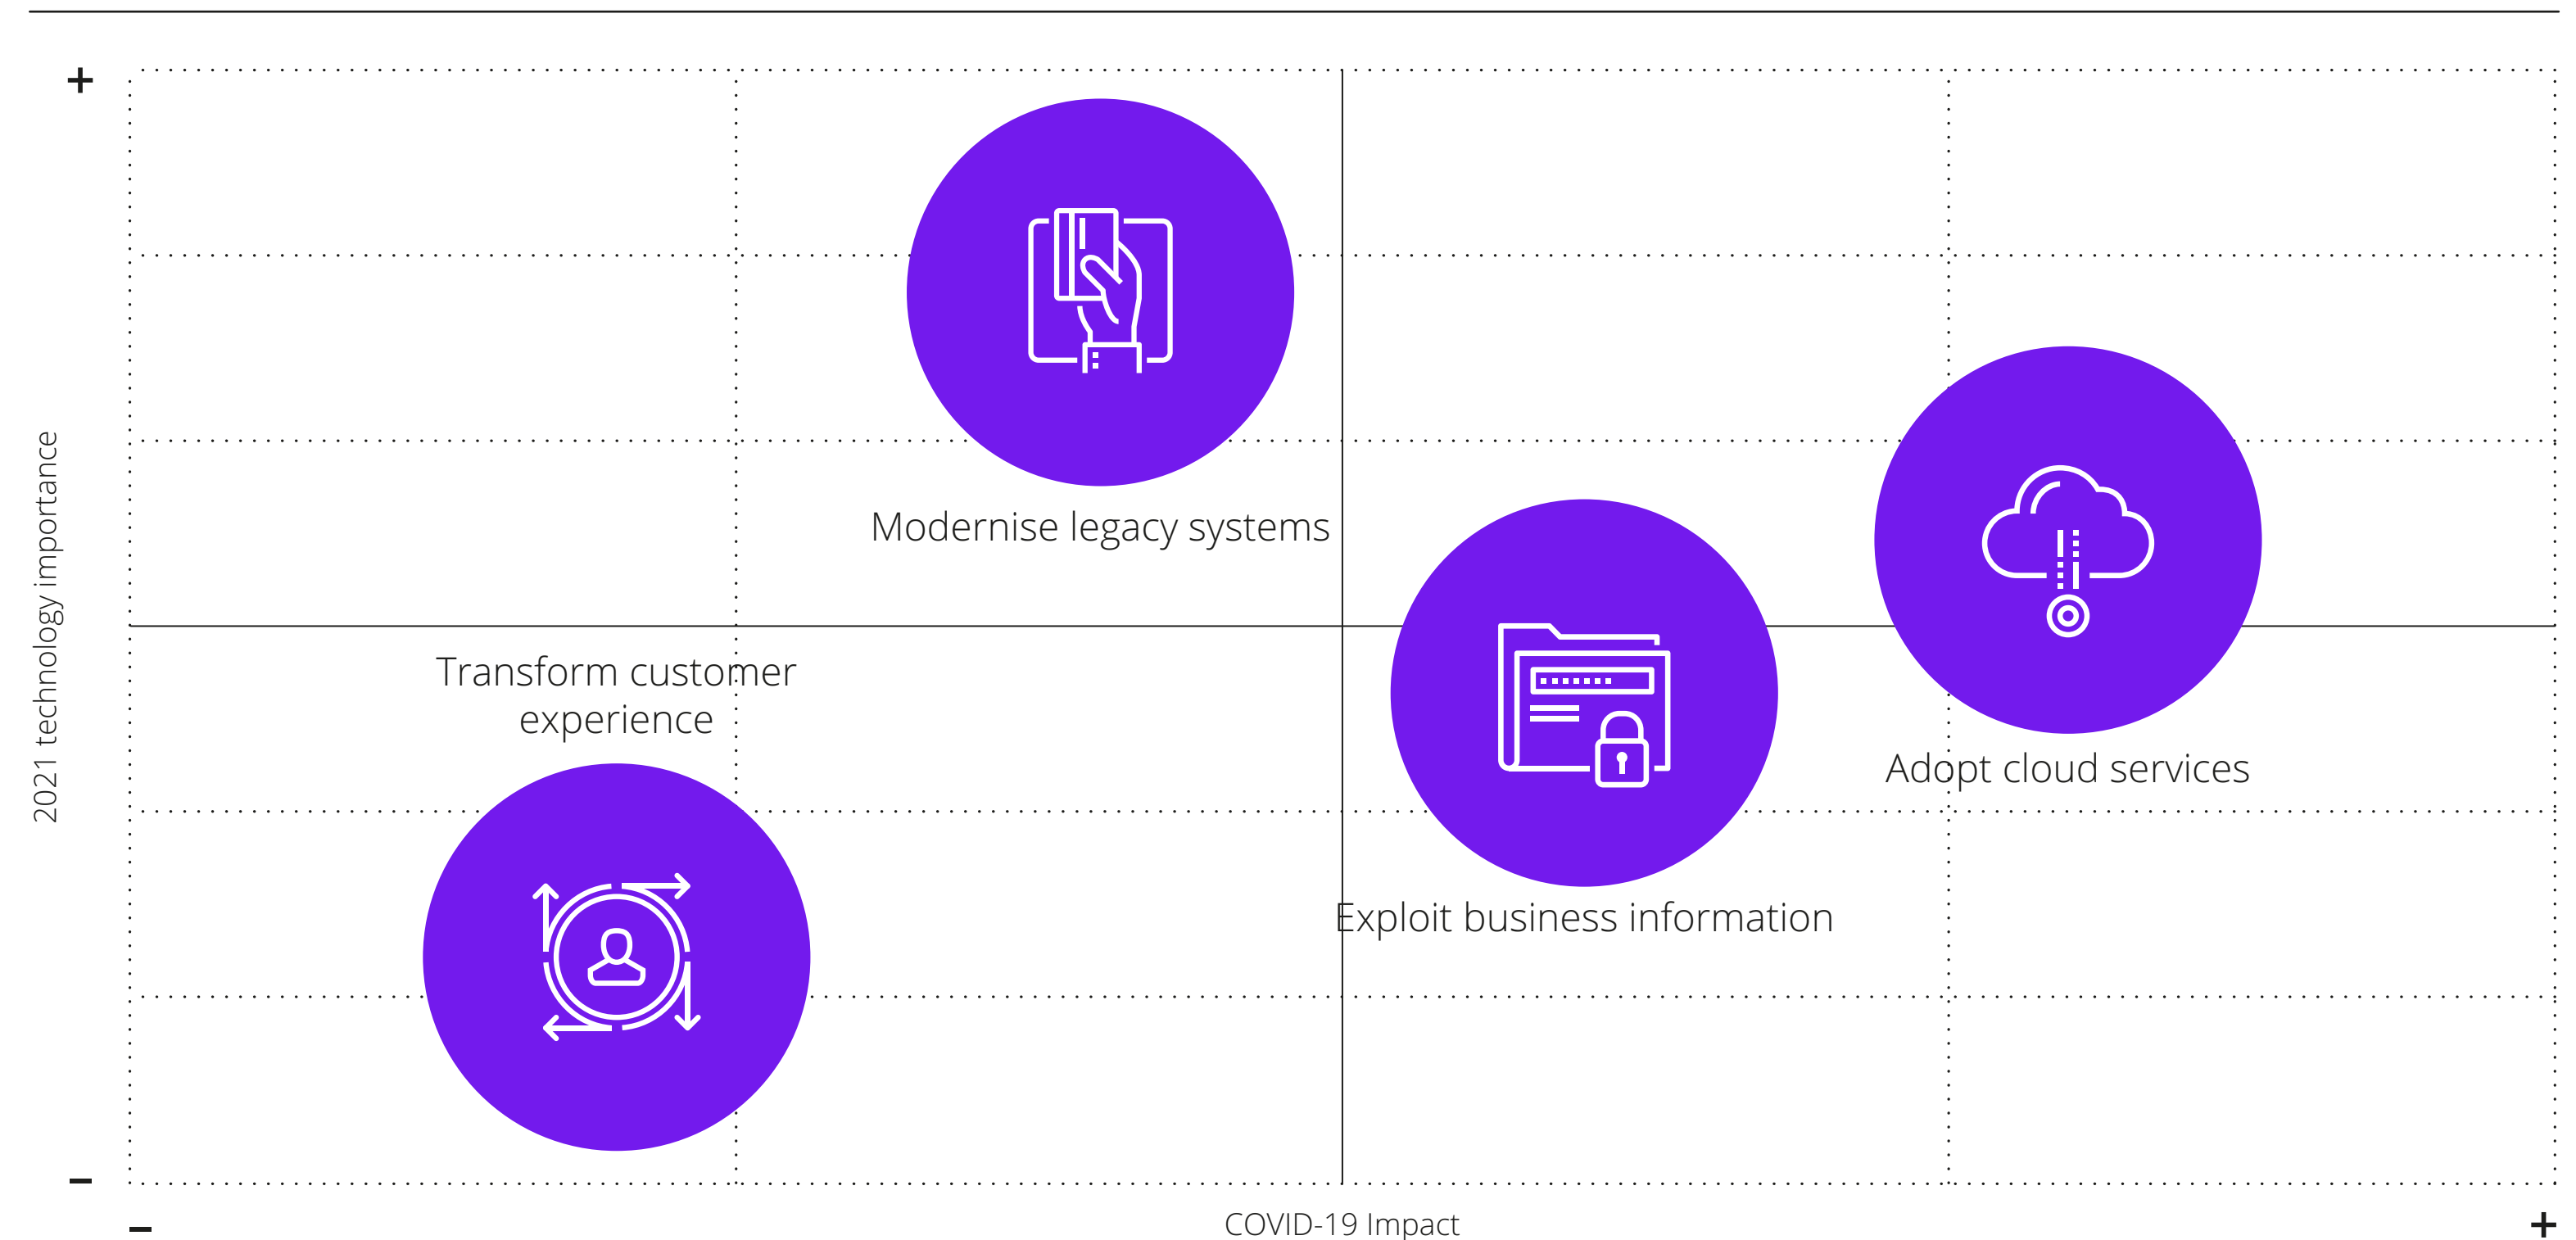 +
2021 technology importance
Modernise legacy systems
Transform customer
experience
Adopt cloud services
Exploit business information
–
–
COVID-19 Impact
+